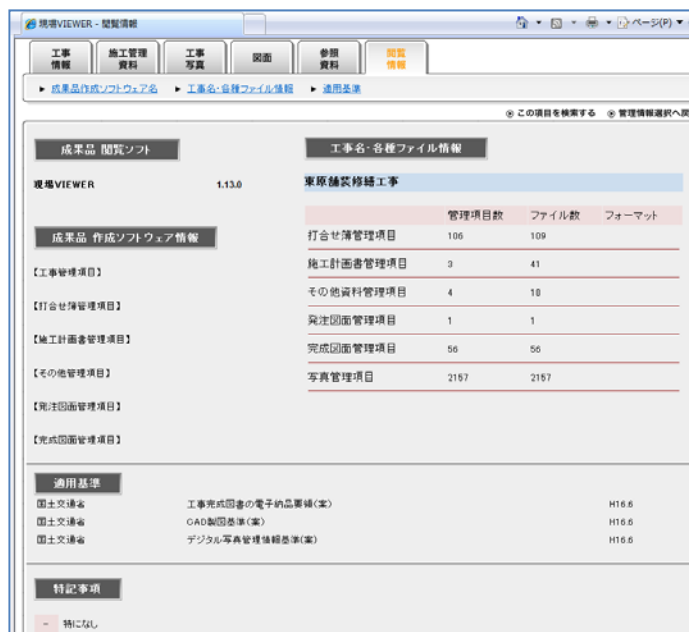 現場VIEWER - 閲覧情報
ページ(P)
工事情報
施工管理資料
工事写真
図面
参照資料
閲覧情報
成果品作成ソフトウェア名
工事名・各種ファイル情報
適用基準
この項目を検索する
管理情報選択へ戻
成果品 閲覧ソフト
現場VIEWER 1.13.0
成果品 作成ソフトウェア情報
【工事管理項目】
【打合せ簿管理項目】
【施工計画書管理項目】
【その他管理項目】
【発注図面管理項目】
【完成図面管理項目】
工事名・各種ファイル情報
東原舗装修繕工事
管理項目数 ファイル数 フォーマット
打合せ簿管理項目 106 109
施工計画書管理項目 3 41
その他資料管理項目 4 10
発注図面管理項目 1 1
完成図面管理項目 56 56
写真管理項目 2157 2157
適用基準
国土交通省 工事完成図書の電子納品要領(案) H16.6
国土交通省 CAD製図基準(案) H16.6
国土交通省 デジタル写真管理情報基準(案) H16.6
特記事項
- 特になし